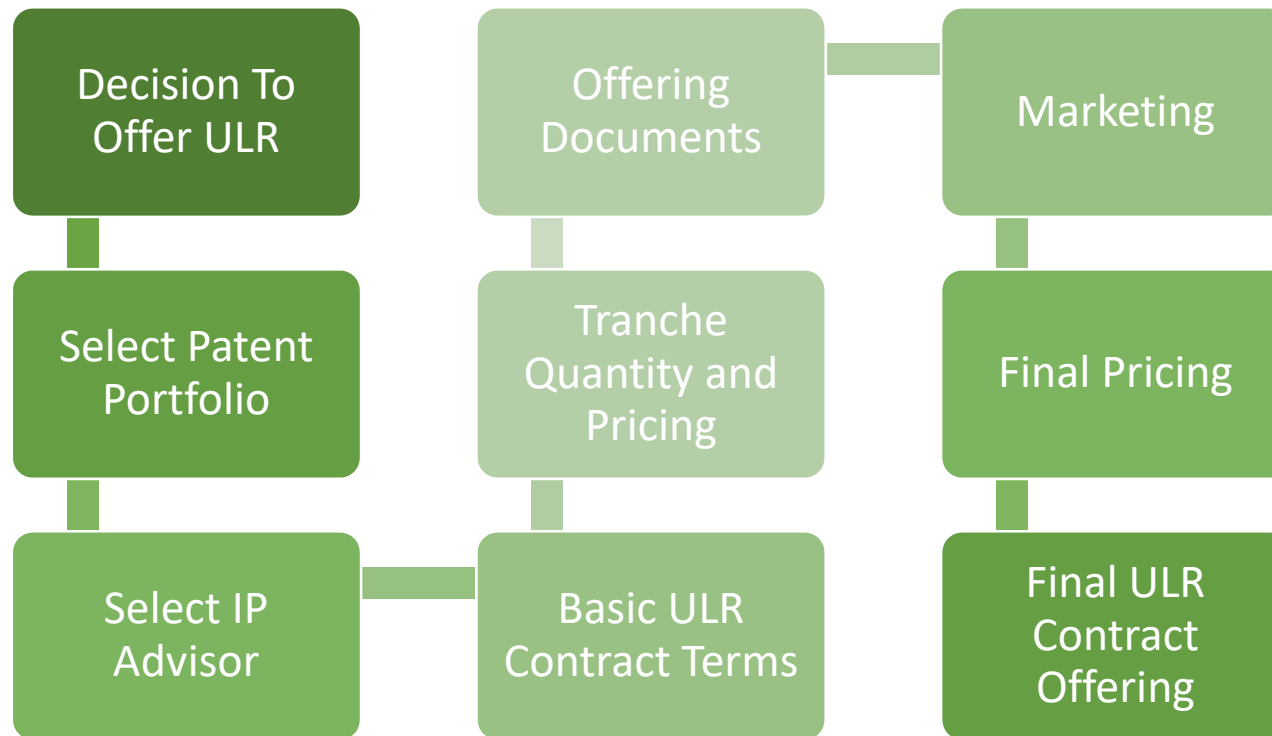 Decision To
Offer ULR
Select Patent
Portfolio
Select IP
Advisor
Basic ULR
Contract Terms
Tranche
Quantity and
Pricing
Offering
Documents
Marketing
Final Pricing
Final ULR
Contract
Offering